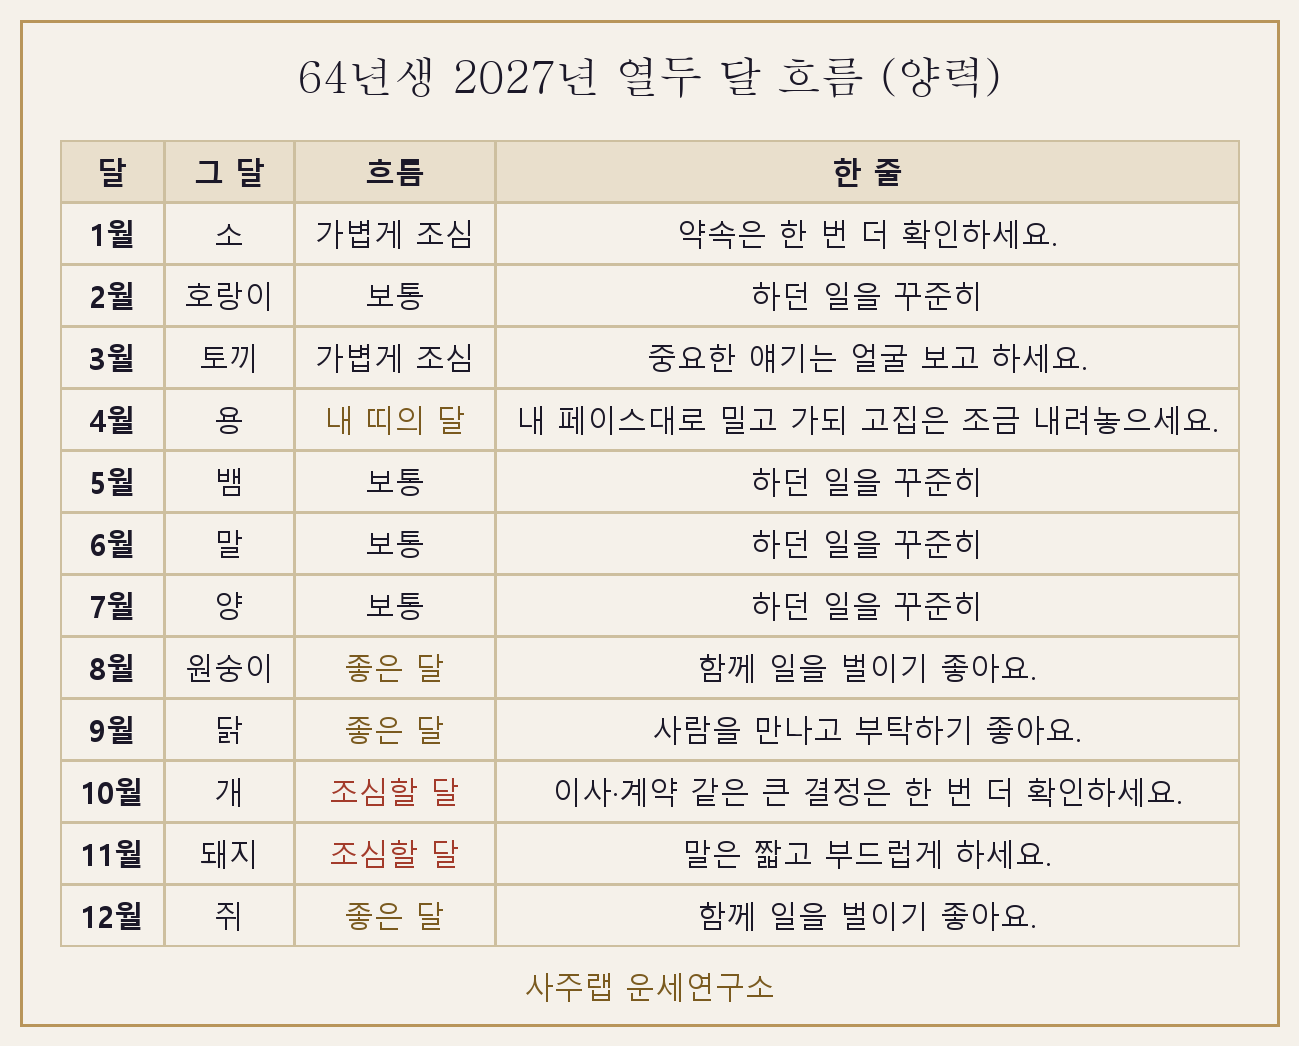 64년생 2027년 열두 달 흐름 (양력)
달 그 달 흐름 한 줄
1월 소 가볍게 조심 약속은 한 번 더 확인하세요.
2월 호랑이 보통 하던 일을 꾸준히
3월 토끼 가볍게 조심 중요한 얘기는 얼굴 보고 하세요.
4월 용 내 띠의 달 내 페이스대로 밀고 가되 고집은 조금 내려놓으세요.
5월 뱀 보통 하던 일을 꾸준히
6월 말 보통 하던 일을 꾸준히
7월 양 보통 하던 일을 꾸준히
8월 원숭이 좋은 달 함께 일을 벌이기 좋아요.
9월 닭 좋은 달 사람을 만나고 부탁하기 좋아요.
10월 개 조심할 달 이사·계약 같은 큰 결정은 한 번 더 확인하세요.
11월 돼지 조심할 달 말은 짧고 부드럽게 하세요.
12월 쥐 좋은 달 함께 일을 벌이기 좋아요.
사주랩 운세연구소